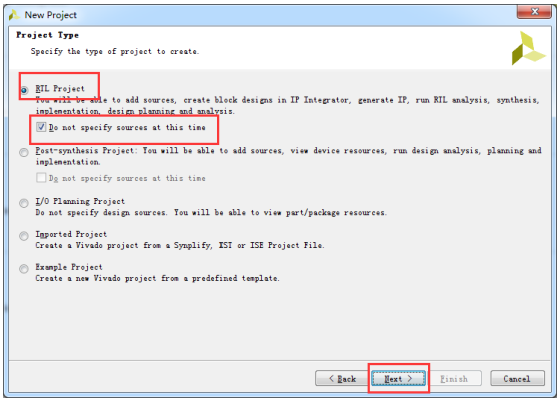 New Project
Project Type
Specify the type of project to create.
RTL Project
You will be able to add sources, create block designs in IP Integrator, generate IP, run RTL analysis, synthesis,
implementation, design planning and analysis.
Do not specify sources at this time
Post-synthesis Project: You will be able to add sources, view device resources, run design analysis, planning and
implementation.
Do not specify sources at this time
I/O Planning Project
Do not specify design sources. You will be able to view part/package resources.
Imported Project
Create a Vivado project from a Synplify, XST or ISE Project File.
Example Project
Create a new Vivado project from a predefined template.
< Back Next > Finish Cancel